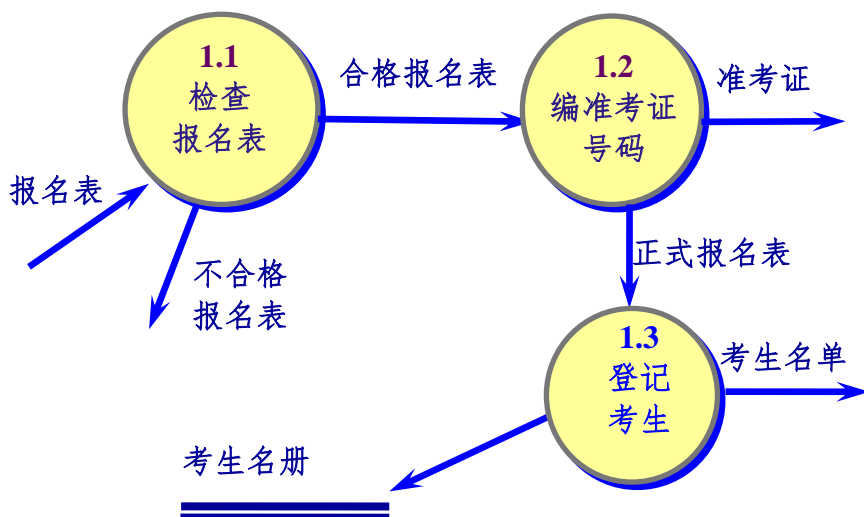 1.1
检查
报名表
合格报名表
1.2
编准考证
号码
准考证
报名表
不合格
报名表
正式报名表
1.3
登记
考生
考生名单
考生名册